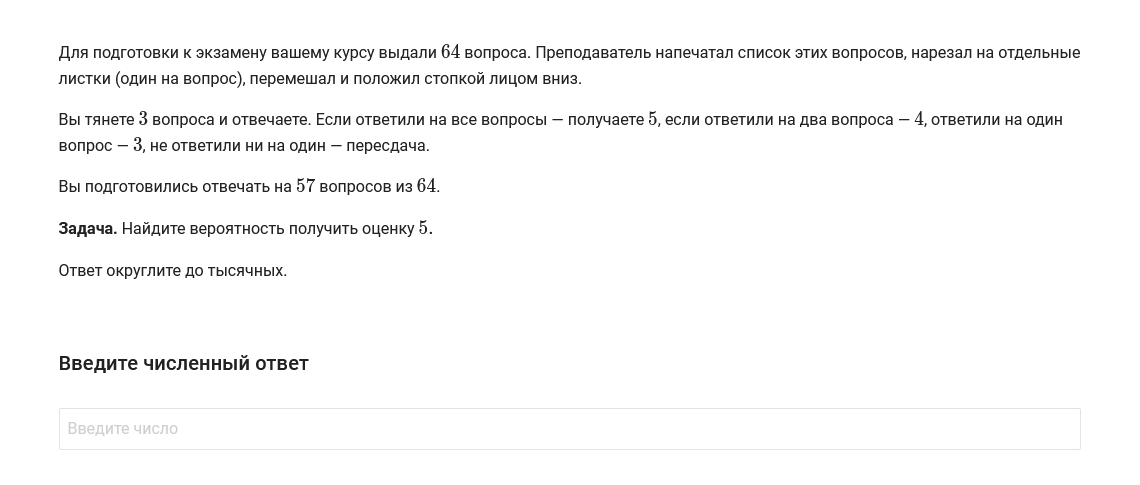 Для подготовки к экзамену вашему курсу выдали 64 вопроса. Преподаватель напечатал список этих вопросов, нарезал на отдельные
листки (один на вопрос), перемешал и положил стопкой лицом вниз.
Вы тянете 3 вопроса и отвечаете. Если ответили на все вопросы – получаете 5, если ответили на два вопроса – 4, ответили на один
вопрос – 3, не ответили ни на один – пересдача.
Вы подготовились отвечать на 57 вопросов из 64.
Задача. Найдите вероятность получить оценку 5.
Ответ округлите до тысячных.
Введите численный ответ
Введите число